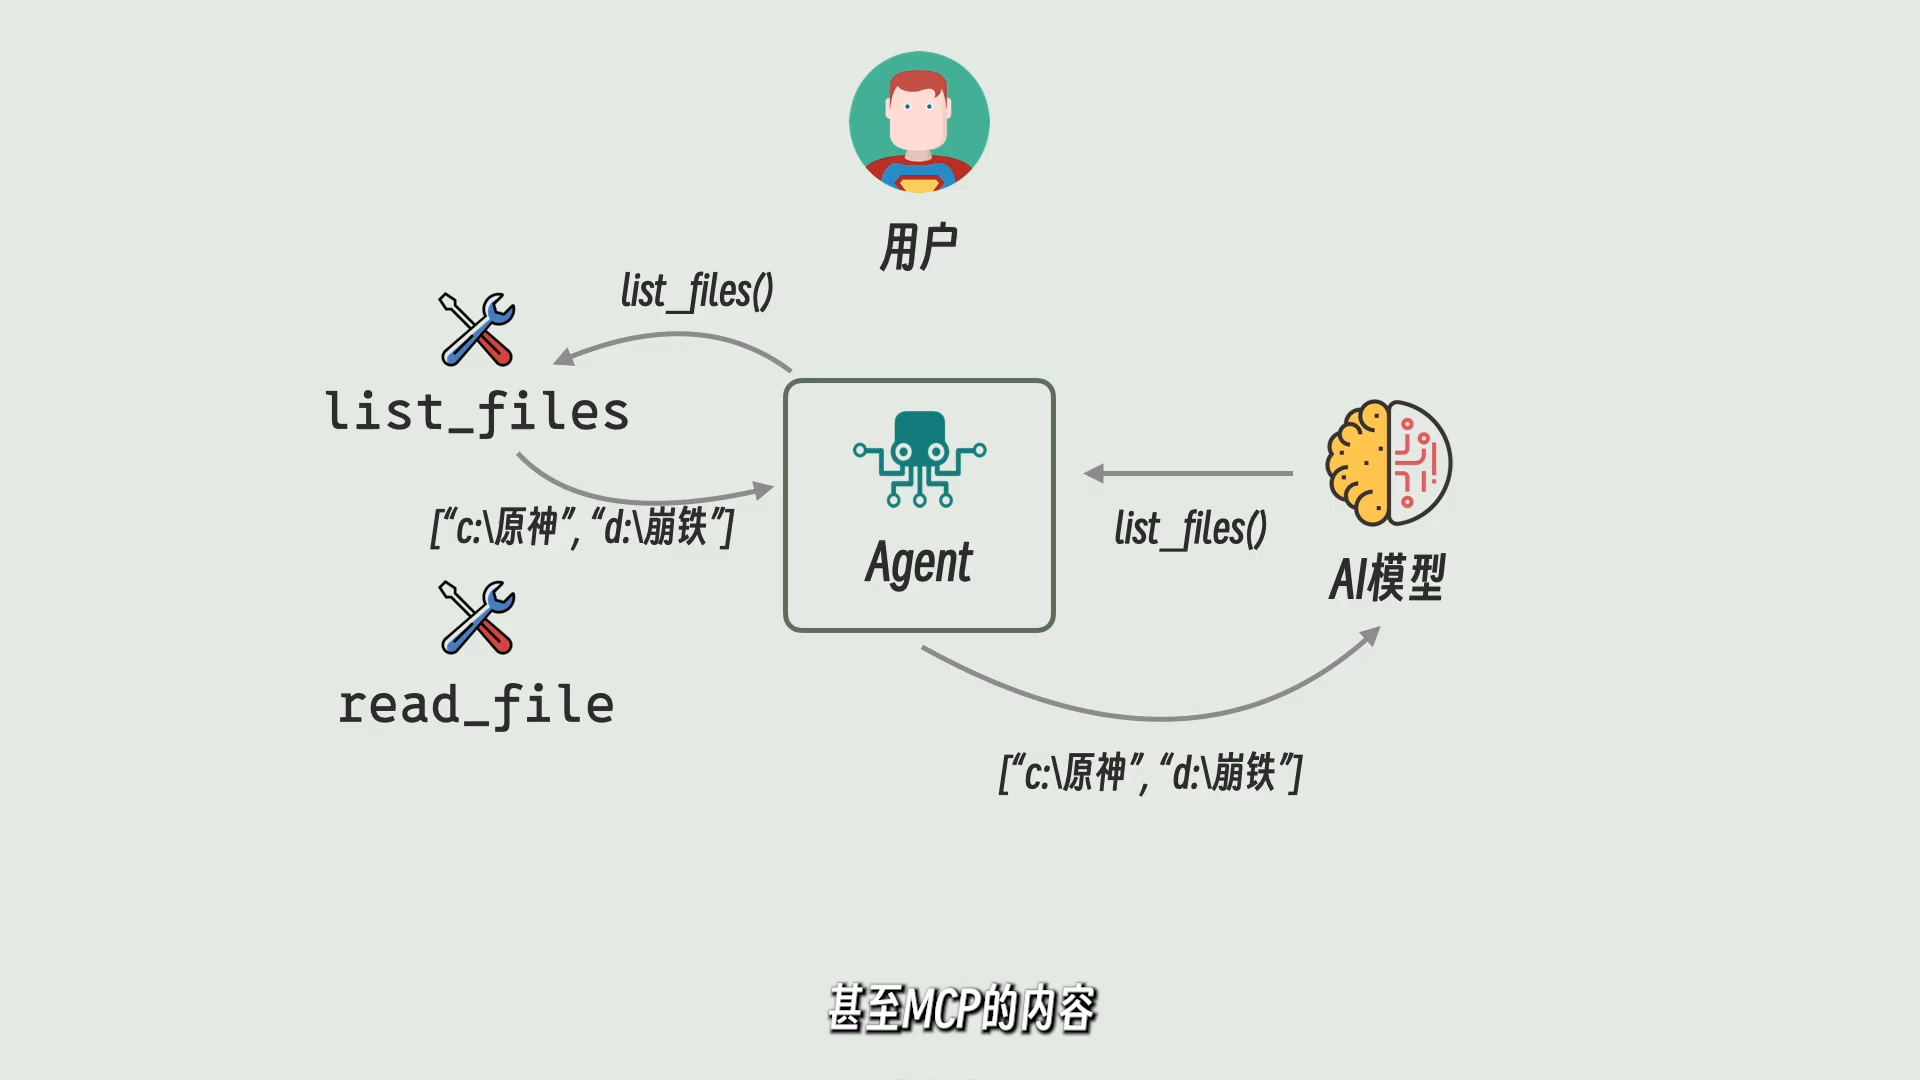 用户
list_files()
list_files
["c:\原神", "d:\崩铁"]
read_file
Agent
list_files()
AI模型
["c:\原神", "d:\崩铁"]
甚至MCP的内容